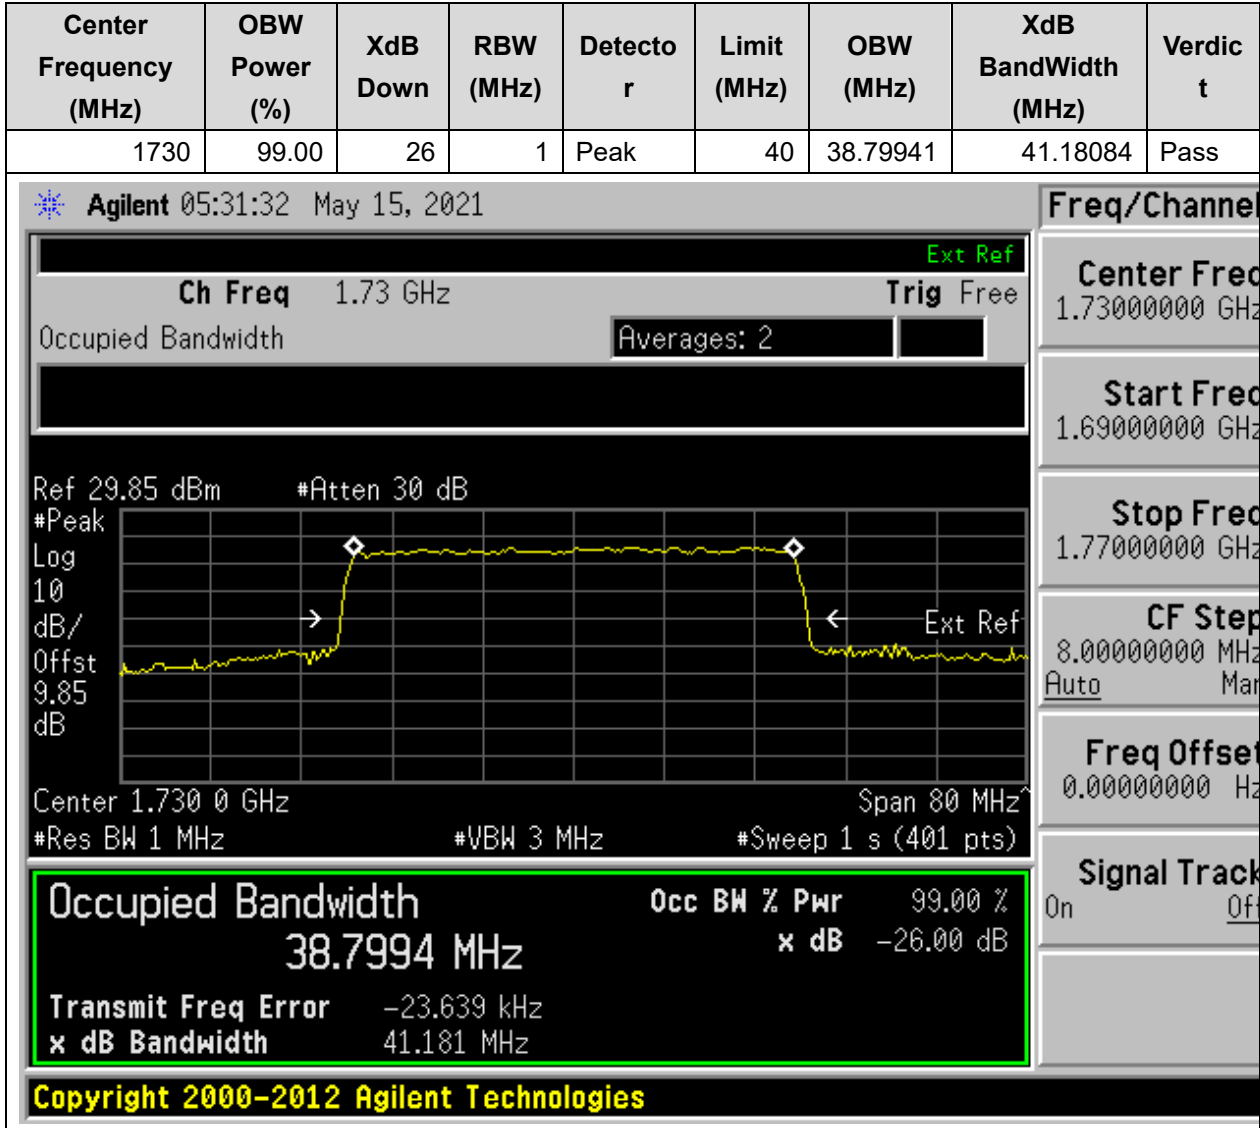 Center Frequency (MHz) OBW Power (%) XdB Down RBW (MHz) Detecto r Limit (MHz) OBW (MHz) XdB BandWidth (MHz) Verdic t
1730 99.00 26 1 Peak 40 38.79941 41.18084 Pass
Agilent 05:31:32 May 15, 2021 Freq/Channel
Ext Ref
Ch Freq 1.73 GHz Trig Free
Occupied Bandwidth Averages: 2
Center Freq
1.73000000 GHz
Start Freq
1.69000000 GHz
Stop Freq
1.77000000 GHz
CF Step
8.00000000 MHz
Auto Man
Freq Offset
0.00000000 Hz
Signal Track
On Off
Ref 29.85 dBm #Atten 30 dB
#Peak
Log
10
dB/
Offst
9.85
dB
Ext Ref
Center 1.730 0 GHz Span 80 MHz^
#Res BW 1 MHz #VBW 3 MHz #Sweep 1 s (401 pts)
Occupied Bandwidth Occ BW % Pwr 99.00 %
38.7994 MHz x dB -26.00 dB
Transmit Freq Error -23.639 kHz
x dB Bandwidth 41.181 MHz
Copyright 2000-2012 Agilent Technologies